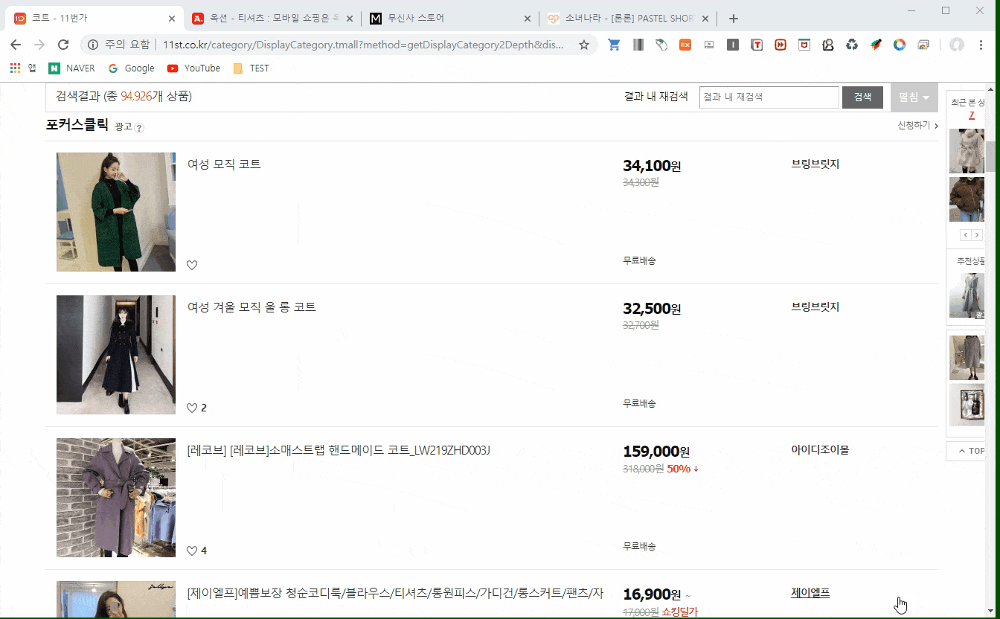 코트 - 11번가
옥션 - 티셔츠 : 모바일 쇼핑은 옥
무신사 스토어
소녀나라 - [론론] PASTEL SHOR
주의 요함
11st.co.kr/category/DisplayCategory.tmall?method=getDisplayCategory2Depth&dis...
앱
NAVER
Google
YouTube
TEST
검색결과 (총 94,926개 상품)
결과 내 재검색
결과 내 재검색
검색
펼침
포커스클릭 광고 ?
신청하기 >
최근 본 상
7
여성 모직 코트
34,100원
34,300원
브링브릿지
무료배송
추천상품
광
여성 겨울 모직 울 롱 코트
32,500원
32,700원
브링브릿지
2
무료배송
TOP
[레코브] [레코브]소매스트랩 핸드메이드 코트_LW219ZHD003J
159,000원
318,000원 50% ↓
아이디조이몰
4
무료배송
[제이엘프]예쁨보장 청순코디룩/블라우스/티셔츠/롱원피스/가디건/롱스커트/팬츠/자
16,900원 ~
17,000원 쇼킹딜가
제이엘프